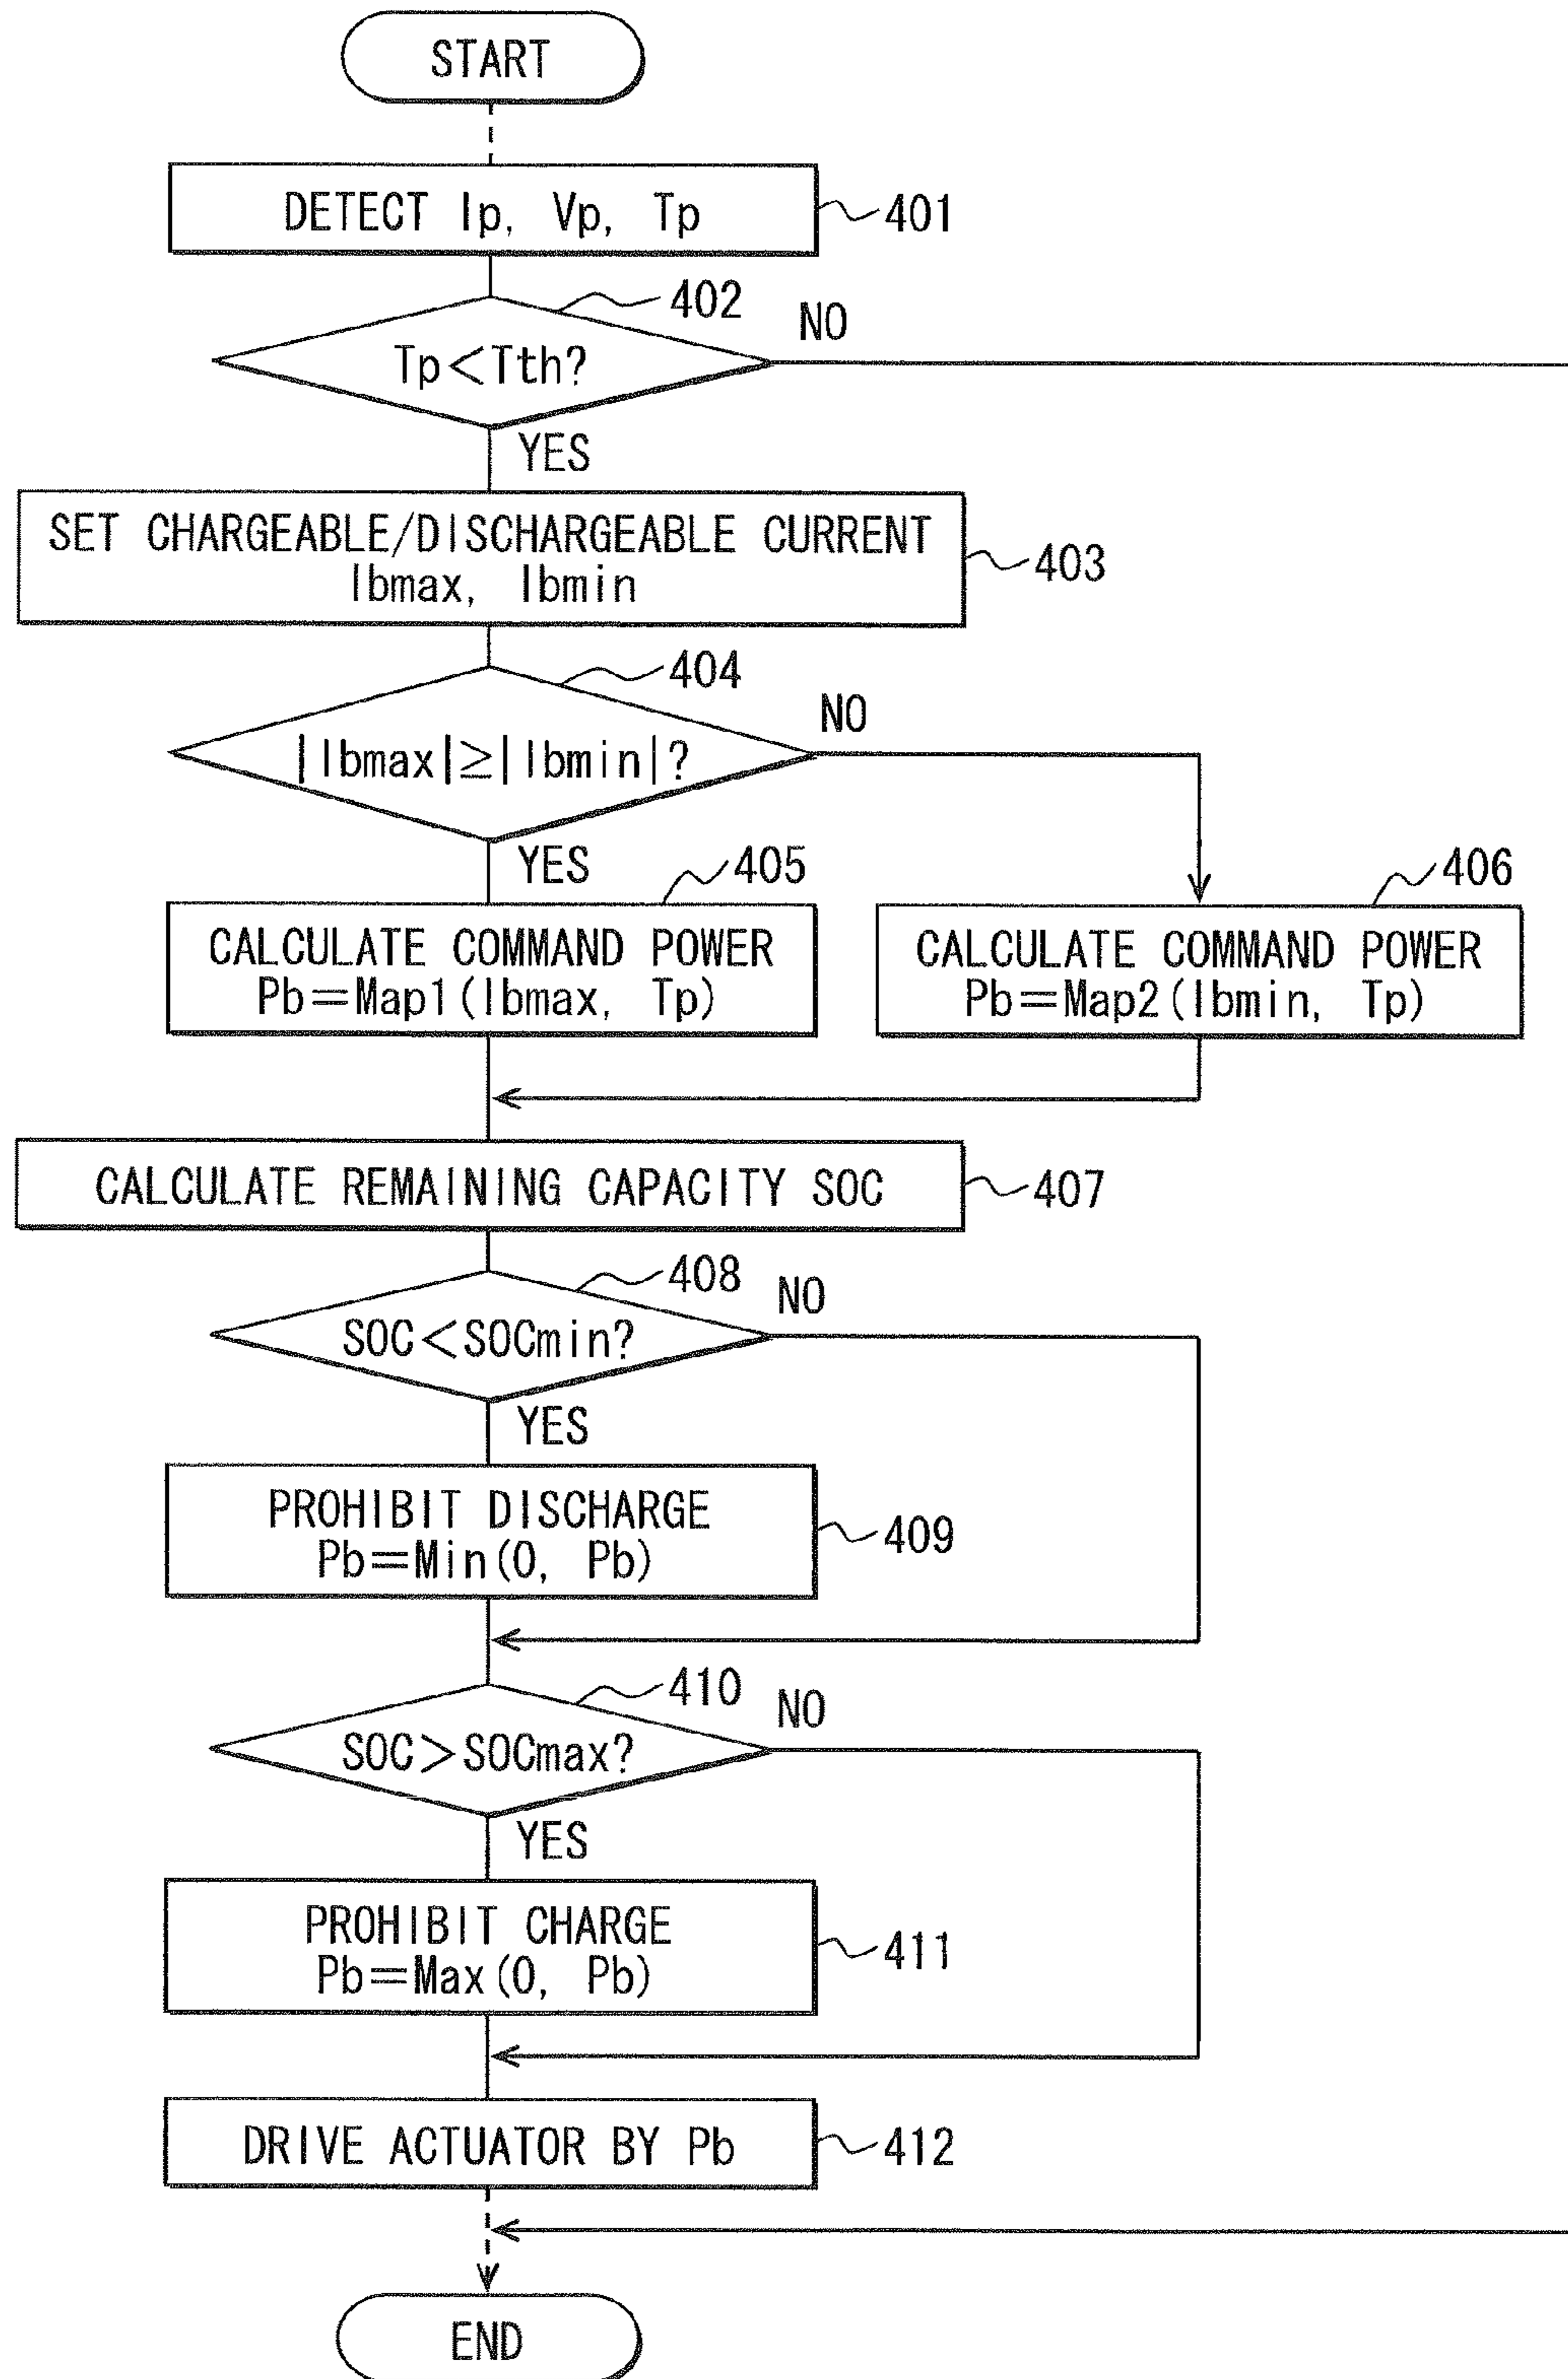 START
DETECT Ip, Vp, Tp
401
402
NO
Tp<Tth?
YES
SET CHARGEABLE/DISCHARGEABLE CURRENT
Ibmax, Ibmin
403
404
NO
|Ibmax|≥|Ibmin|?
YES
405
406
CALCULATE COMMAND POWER
Pb=Map1(Ibmax, Tp)
CALCULATE COMMAND POWER
Pb=Map2(Ibmin, Tp)
CALCULATE REMAINING CAPACITY SOC
407
408
NO
SOC<SOCmin?
YES
PROHIBIT DISCHARGE
Pb=Min(0, Pb)
409
410
NO
SOC>SOCmax?
YES
PROHIBIT CHARGE
Pb=Max(0, Pb)
411
DRIVE ACTUATOR BY Pb
412
END